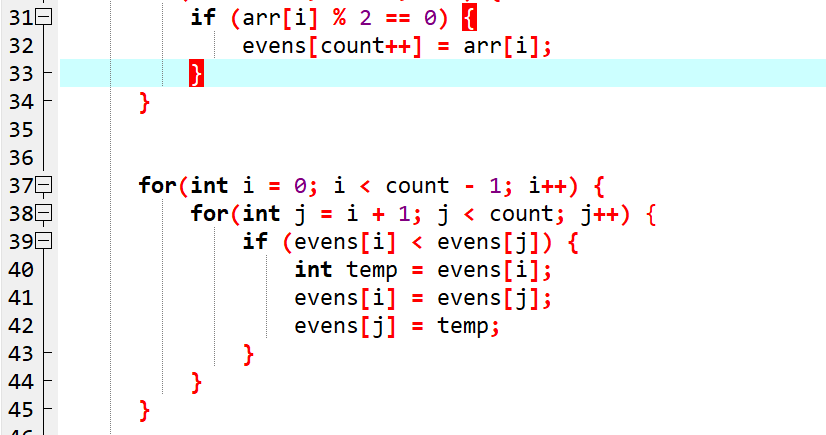 31 if (arr[i] % 2 == 0) {
32 evens[count++] = arr[i];
33 }
34 }
35
36
37 for(int i = 0; i < count - 1; i++) {
38 for(int j = i + 1; j < count; j++) {
39 if (evens[i] < evens[j]) {
40 int temp = evens[i];
41 evens[i] = evens[j];
42 evens[j] = temp;
43 }
44 }
45 }